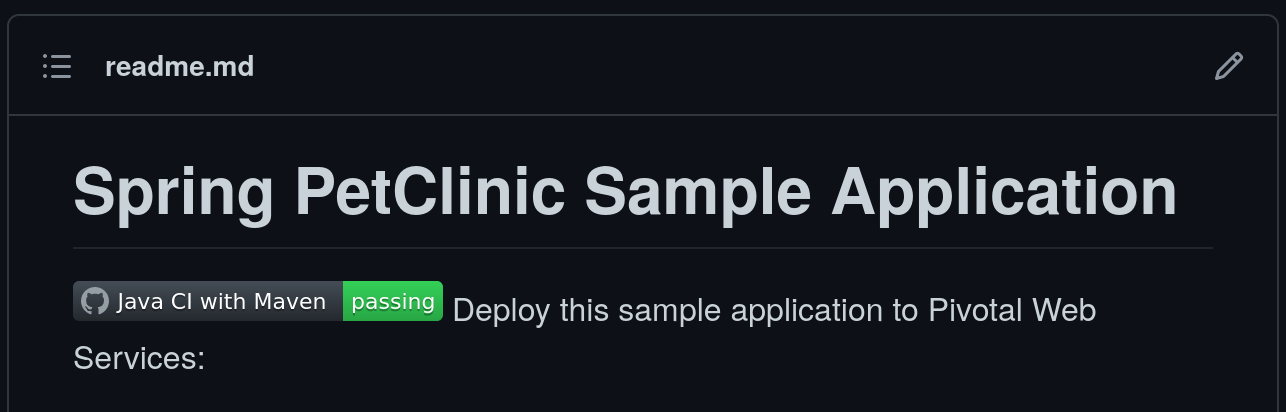 readme.md
Spring PetClinic Sample Application
Java CI with Maven passing Deploy this sample application to Pivotal Web
Services: